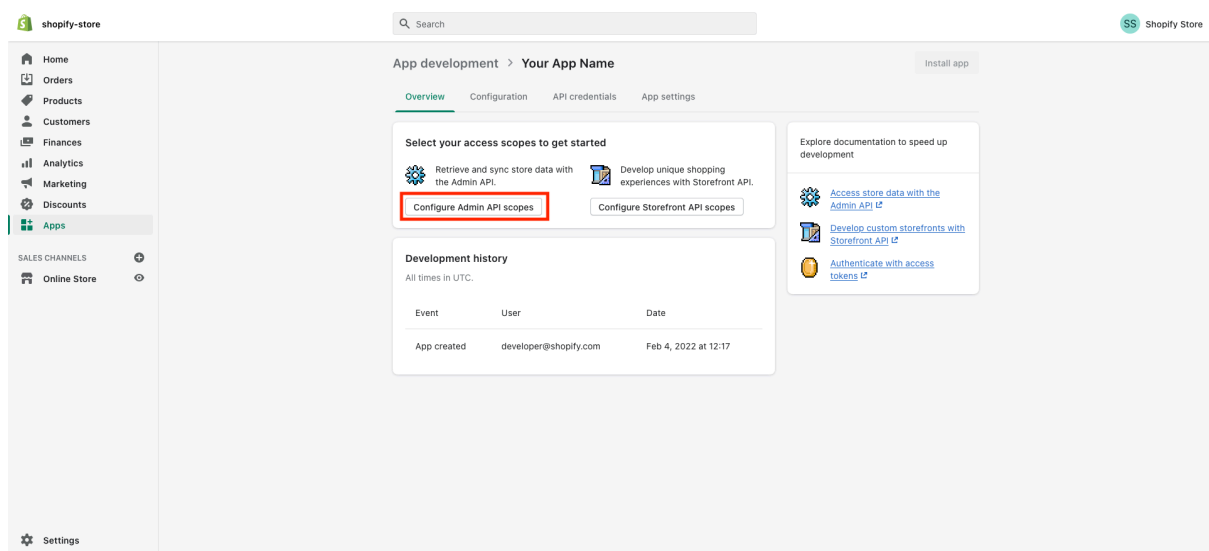 shopify-store
Search
SS Shopify Store
Home
Orders
Products
Customers
Finances
Analytics
Marketing
Discounts
Apps
SALES CHANNELS
Online Store
Settings
App development > Your App Name
Install app
Overview Configuration API credentials App settings
Select your access scopes to get started
Retrieve and sync store data with
the Admin API.
Configure Admin API scopes
Develop unique shopping
experiences with Storefront API.
Configure Storefront API scopes
Development history
All times in UTC.
Event User Date
App created developer@shopify.com Feb 4, 2022 at 12:17
Explore documentation to speed up
development
Access store data with the
Admin API
Develop custom storefronts with
Storefront API
Authenticate with access
tokens